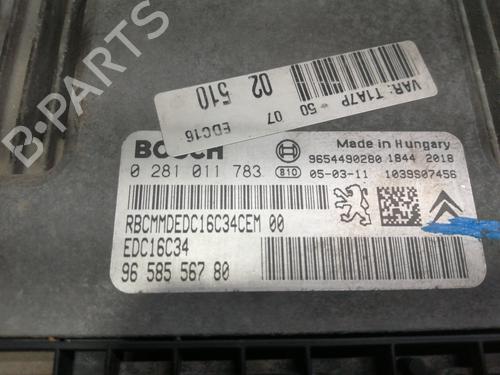 B-PARTS
VAR: T1A7P
50 07
02 510
EDC16
BOSCH
Made in Hungary
9654490280 1844 2018
0 281 011 783 810 05-03-11 1039S07456
RBCMMDEDC16C34CEM 00
EDC16C34
96 585 567 80